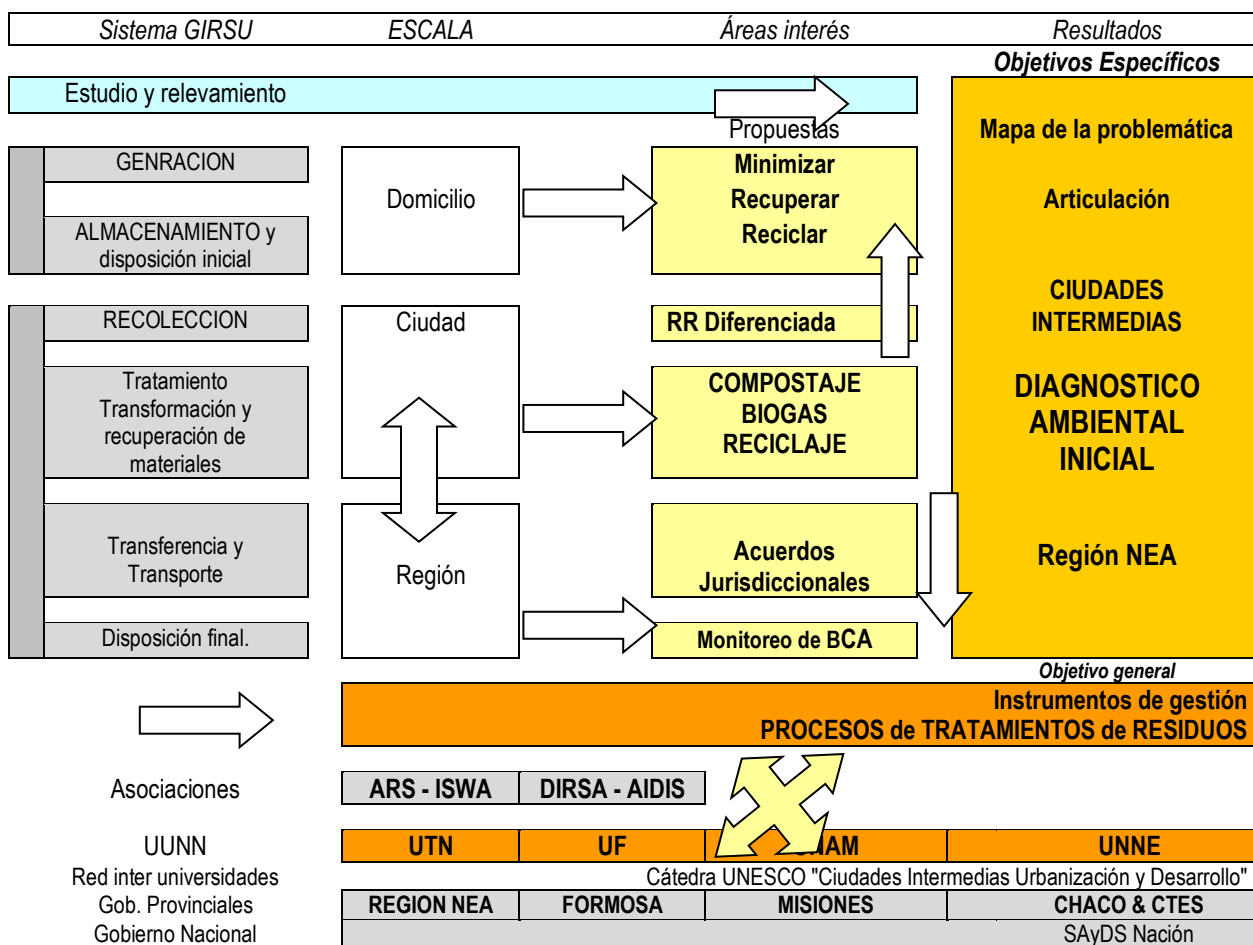 Sistema GIRSU ESCALA Áreas interés Resultados
Objetivos Específicos
Estudio y relevamiento
Propuestas
Mapa de la problemática
GENRACION
Domicilio
Minimizar
Recuperar
Reciclar
Articulación
ALMACENAMIENTO y
disposición inicial
CIUDADES
INTERMEDIAS
RECOLECCION
Ciudad
RR Diferenciada
Tratamiento
Transformación y
recuperación de
materiales
COMPOSTAJE
BIOGAS
RECICLAJE
DIAGNOSTICO
AMBIENTAL
INICIAL
Transferencia y
Transporte
Región
Acuerdos
Jurisdiccionales
Región NEA
Disposición final.
Monitoreo de BCA
Objetivo general
Instrumentos de gestión
PROCESOS de TRATAMIENTOS de RESIDUOS
Asociaciones ARS - ISWA DIRSA - AIDIS
UUNN UTN UF UNAM UNNE
Red inter universidades Cátedra UNESCO "Ciudades Intermedias Urbanización y Desarrollo"
Gob. Provinciales REGION NEA FORMOSA MISIONES CHACO & CTES
Gobierno Nacional SAyDS Nación